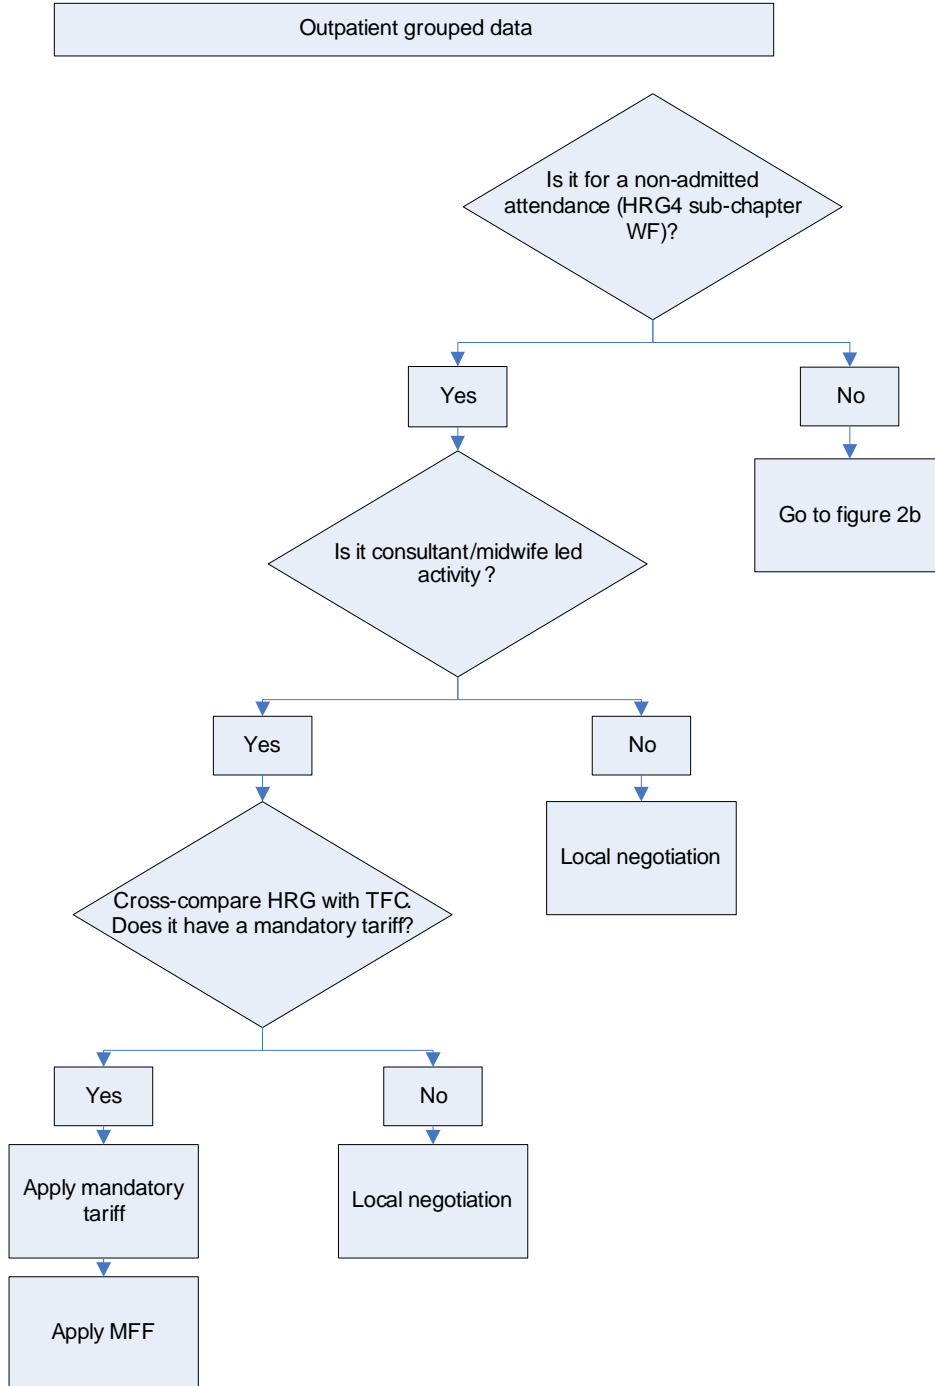 Outpatient grouped data
Is it for a non-admitted
attendance (HRG4 sub-chapter
WF)?
Yes
No
Go to figure 2b
Is it consultant/midwife led
activity?
Yes
No
Local negotiation
Cross-compare HRG with TFC.
Does it have a mandatory tariff?
Yes
No
Apply mandatory
tariff
Local negotiation
Apply MFF